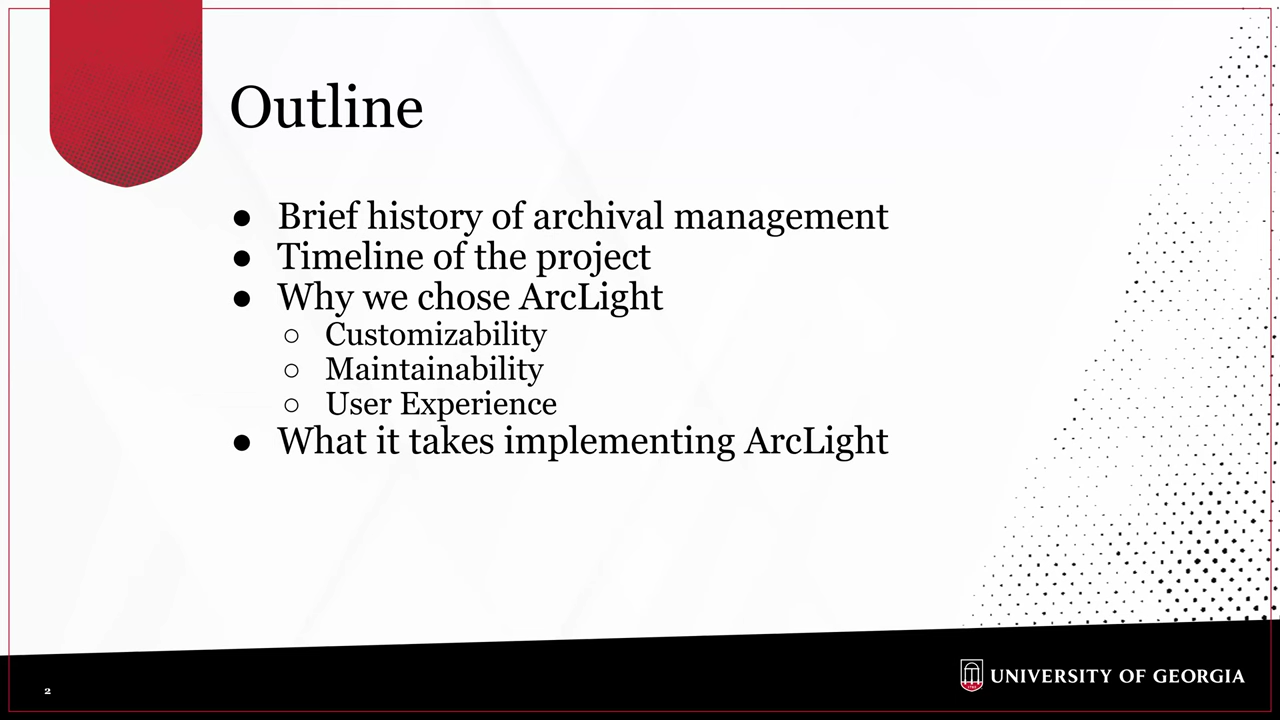 Outline
● Brief history of archival management
● Timeline of the project
● Why we chose ArcLight
○ Customizability
○ Maintainability
○ User Experience
● What it takes implementing ArcLight
2
UNIVERSITY OF GEORGIA